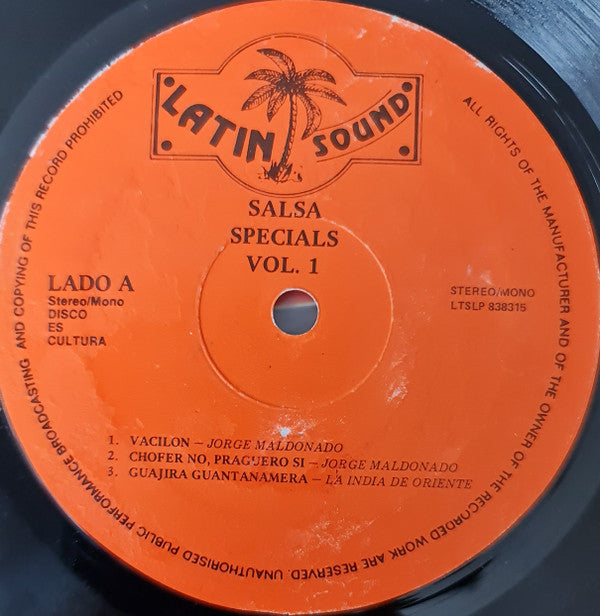 LATIN SOUND
SALSA
SPECIALS
VOL. 1
LADO A
Stereo/Mono
DISCO
ES
CULTURA
STEREO/MONO
LTSLP 838315
1. VACILON – JORGE MALDONADO
2. CHOFER NO, PRAGUERO SI – JORGE MALDONADO
3. GUAJIRA GUANTANAMERA – LA INDIA DE ORIENTE
ALL RIGHTS OF THE MANUFACTURER AND OF THE OWNER OF THE RECORDED WORK ARE RESERVED. UNAUTHORISED PUBLIC PERFORMANCE BROADCASTING AND COPYING OF THIS RECORD PROHIBITED